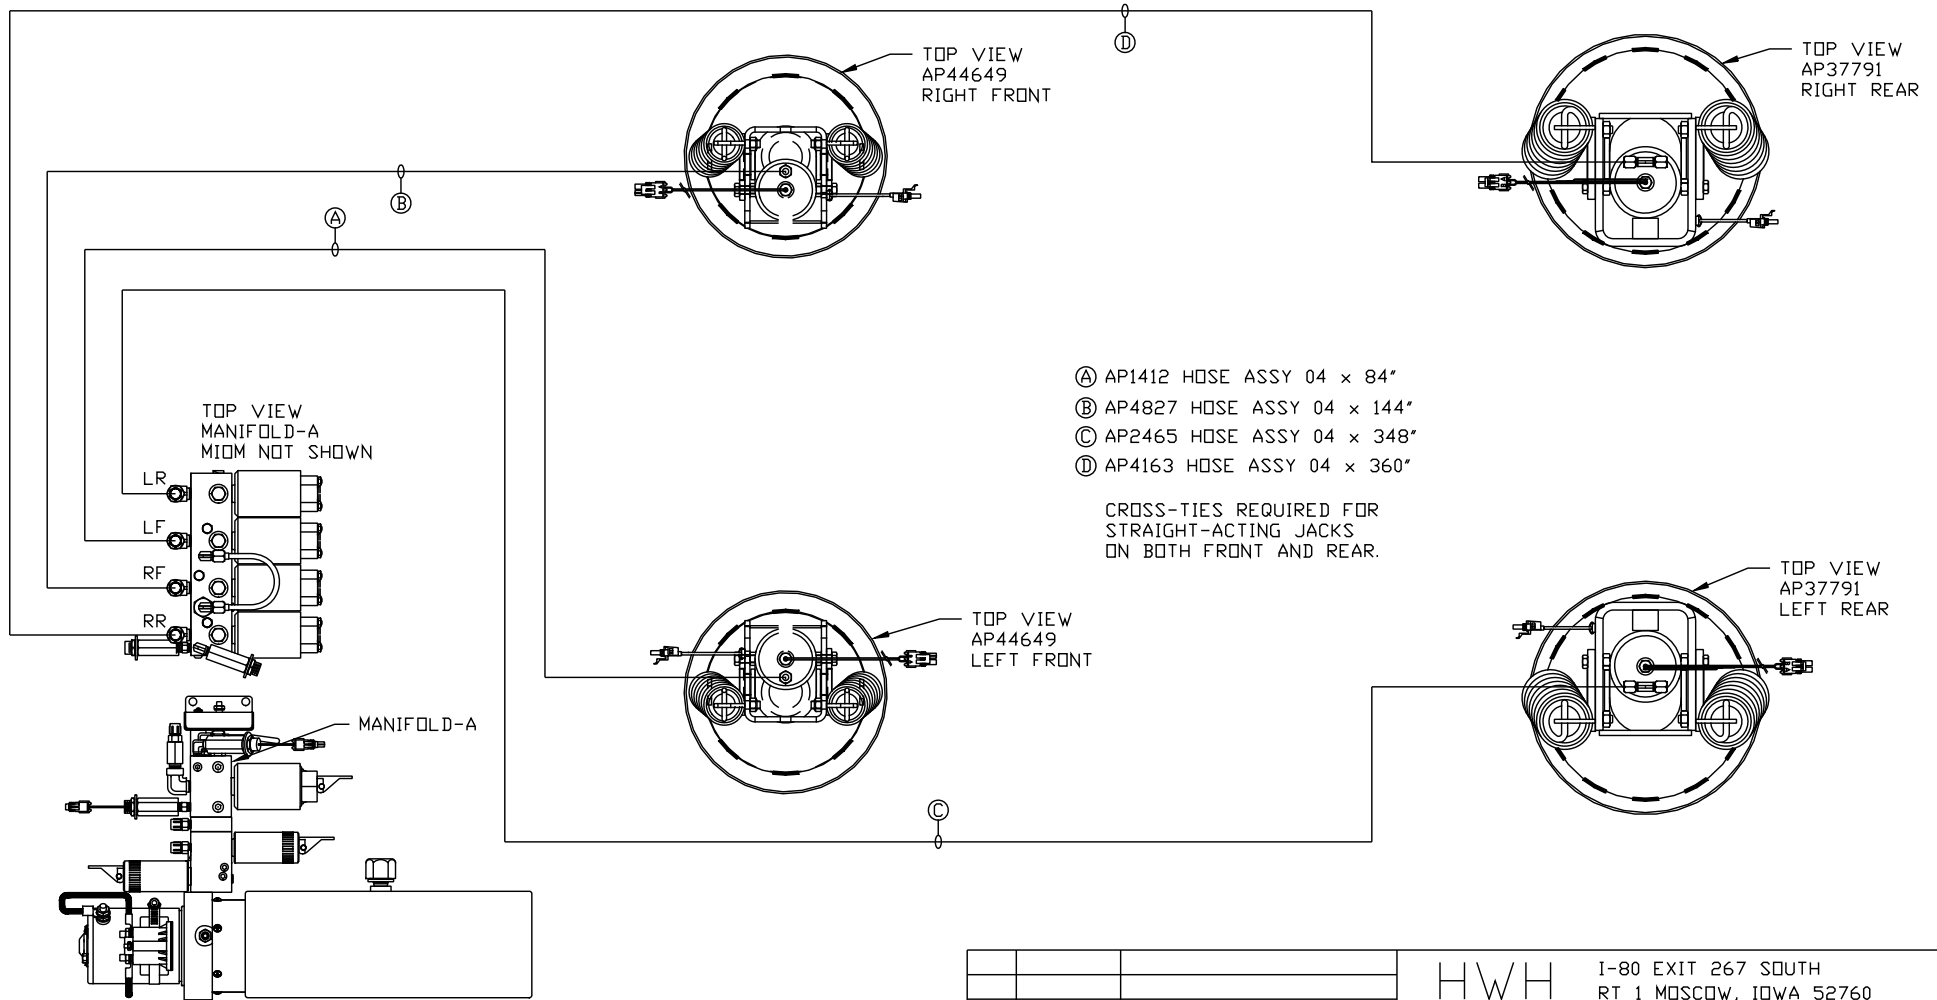 D
TOP VIEW
AP44649
RIGHT FRONT
TOP VIEW
AP37791
RIGHT REAR
B
A
TOP VIEW
MANIFOLD-A
MIOM NOT SHOWN
LR
LF
RF
RR
A AP1412 HOSE ASSY 04 x 84"
B AP4827 HOSE ASSY 04 x 144"
C AP2465 HOSE ASSY 04 x 348"
D AP4163 HOSE ASSY 04 x 360"
CROSS-TIES REQUIRED FOR
STRAIGHT-ACTING JACKS
ON BOTH FRONT AND REAR.
TOP VIEW
AP44649
LEFT FRONT
TOP VIEW
AP37791
LEFT REAR
MANIFOLD-A
C
HWH
I-80 EXIT 267 SOUTH
RT 1 MOSCOW, IOWA 52760